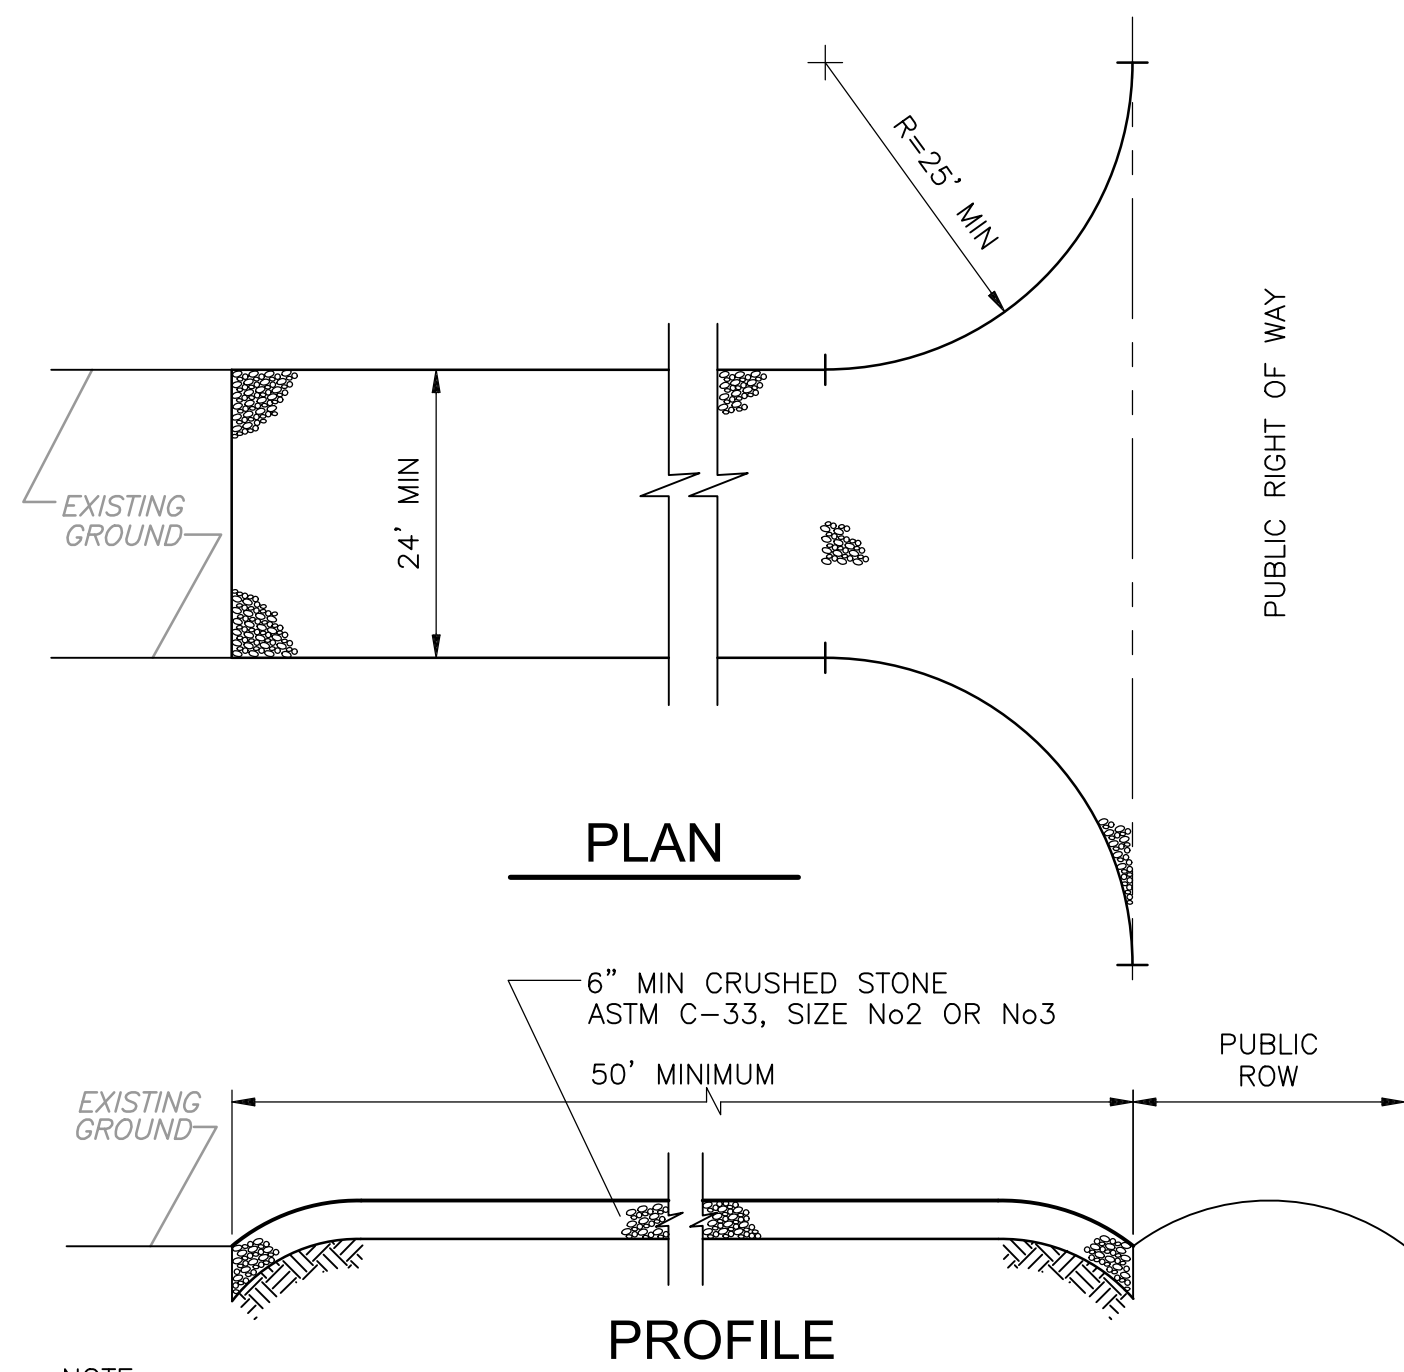 R=25' MIN
PUBLIC RIGHT OF WAY
EXISTING
GROUND
24' MIN
PLAN
6” MIN CRUSHED STONE
ASTM C-33, SIZE No2 OR No3
50' MINIMUM
PUBLIC
ROW
EXISTING
GROUND
PROFILE
NOTE